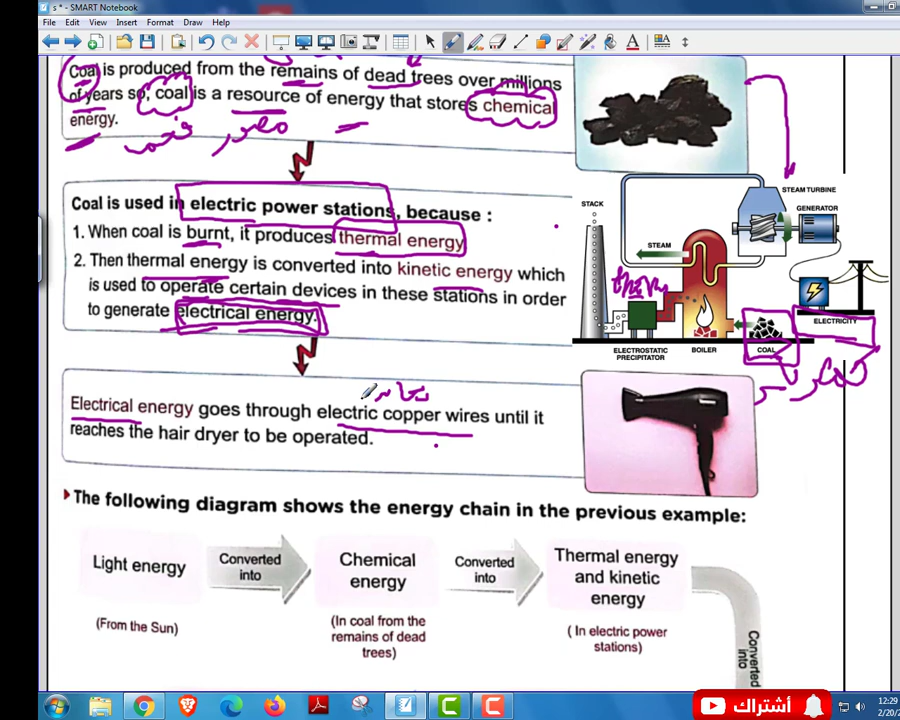 s * - SMART Notebook
File Edit View Insert Format Draw Help
Coal is produced from the remains of dead trees over millions
of years so, coal is a resource of energy that stores chemical
energy.
فحم
مصدر
Coal is used in electric power stations, because :
1. When coal is burnt, it produces thermal energy
2. Then thermal energy is converted into kinetic energy which
is used to operate certain devices in these stations in order
to generate electrical energy.
STEAM TURBINE
GENERATOR
STACK
STEAM
ELECTRICITY
COAL
BOILER
ELECTROSTATIC
PRECIPITATOR
Electrical energy goes through electric copper wires until it
reaches the hair dryer to be operated.
The following diagram shows the energy chain in the previous example:
Light energy
(From the Sun)
Converted
into
Chemical
energy
(In coal from the
remains of dead
trees)
Converted
into
Thermal energy
and kinetic
energy
( In electric power
stations)
Converted
into
أشتراك
12:29